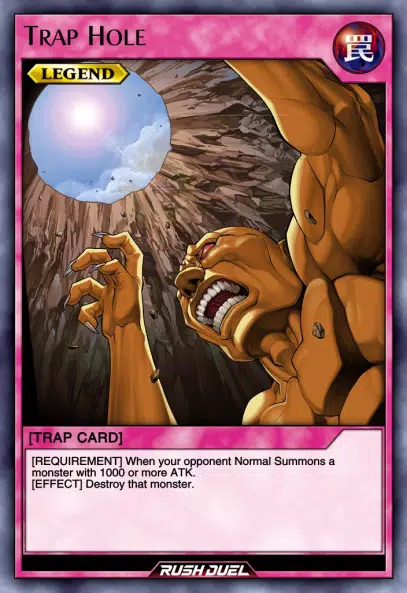 Trap Hole
罠
LEGEND
[TRAP CARD]
[REQUIREMENT] When your opponent Normal Summons a
monster with 1000 or more ATK.
[EFFECT] Destroy that monster.
RUSH DUEL